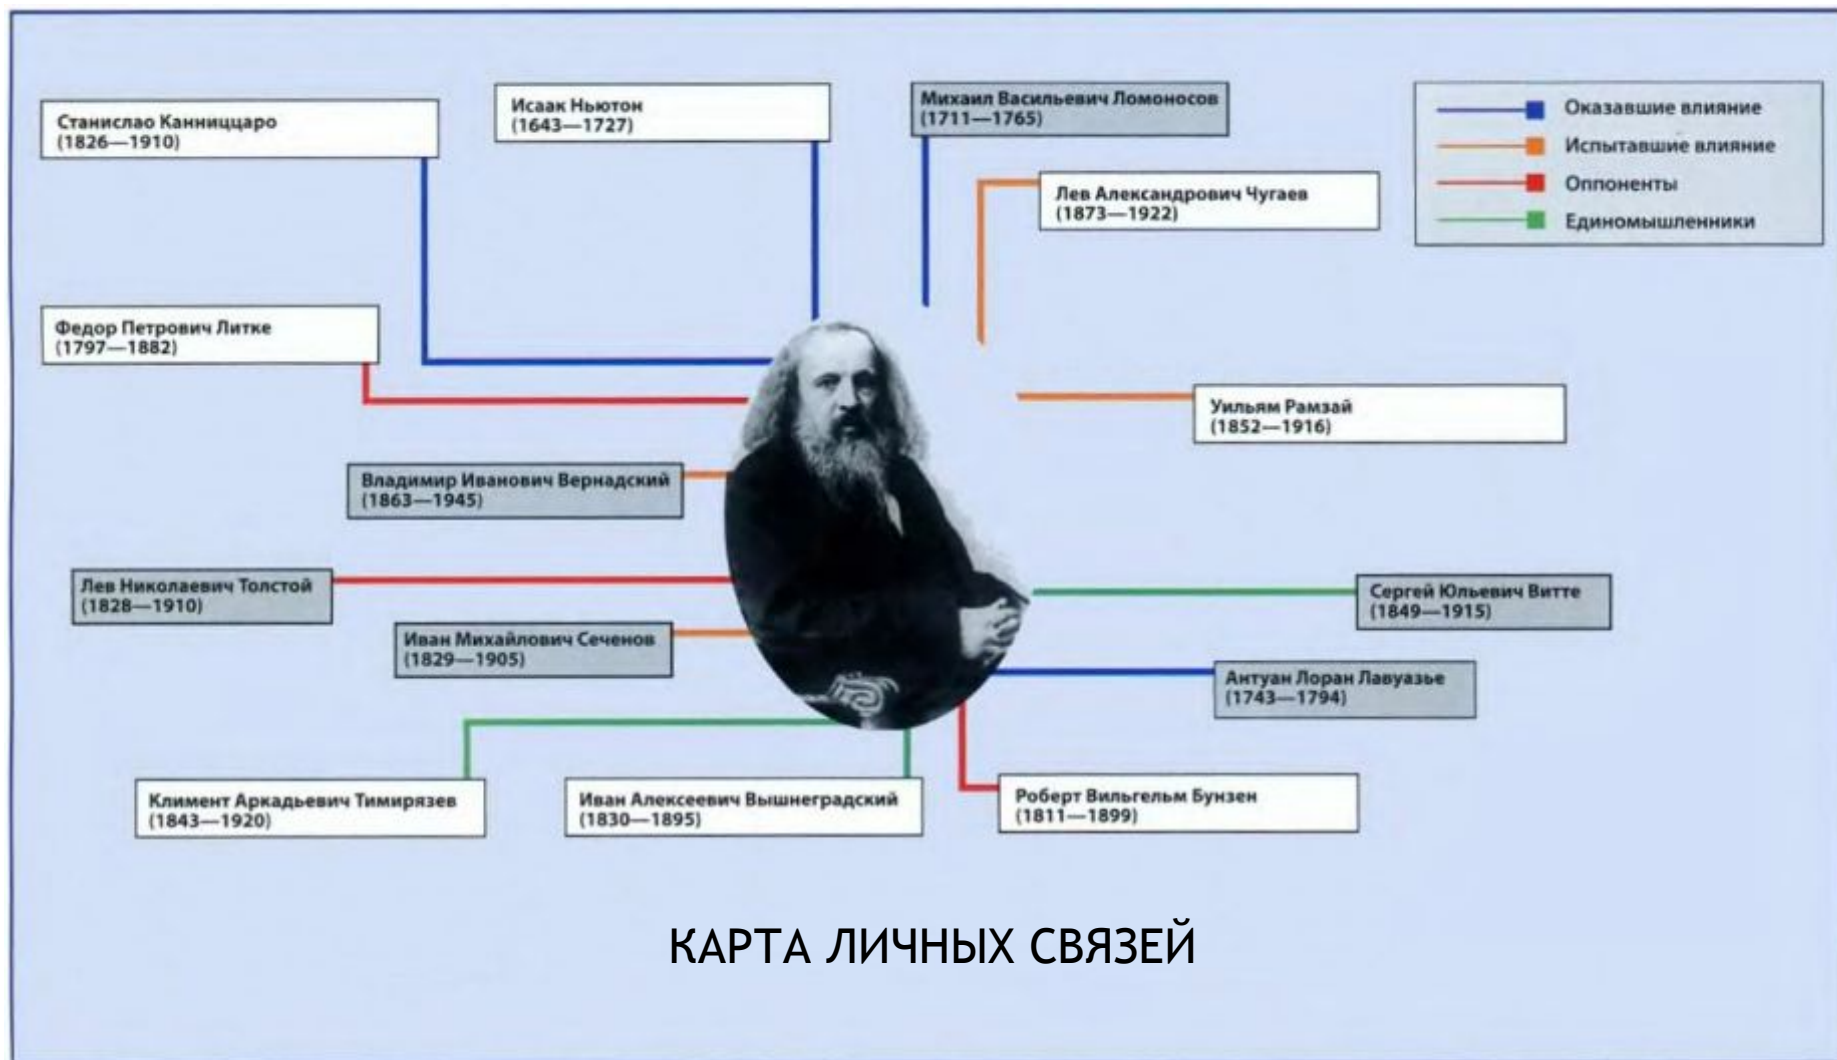 Станислао Канниццаро
(1826—1910)
Исаак Ньютон
(1643—1727)
Михаил Васильевич Ломоносов
(1711—1765)
Лев Александрович Чугаев
(1873—1922)
Оказавшие влияние
Испытавшие влияние
Оппоненты
Единомышленники
Федор Петрович Литке
(1797—1882)
Уильям Рамзай
(1852—1916)
Владимир Иванович Вернадский
(1863—1945)
Лев Николаевич Толстой
(1828—1910)
Сергей Юльевич Витте
(1849—1915)
Иван Михайлович Сеченов
(1829—1905)
Антуан Лоран Лавуазье
(1743—1794)
Климент Аркадьевич Тимирязев
(1843—1920)
Иван Алексеевич Вышнеградский
(1830—1895)
Роберт Вильгельм Бунзен
(1811—1899)
КАРТА ЛИЧНЫХ СВЯЗЕЙ